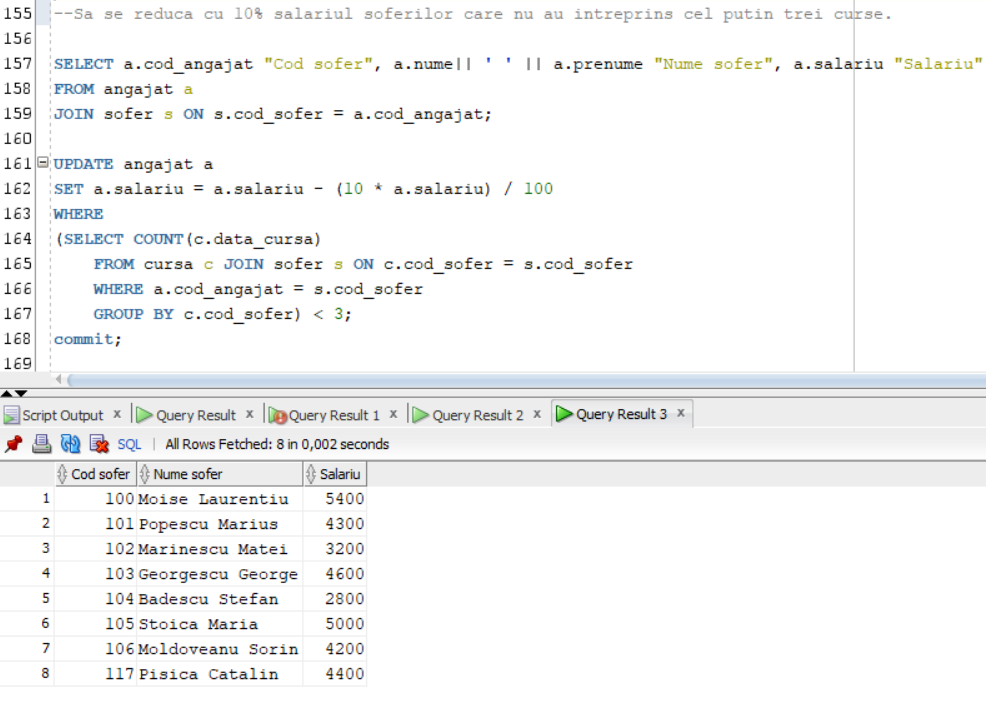 155 --Sa se reduca cu 10% salariul soferilor care nu au intreprins cel putin trei curse.
156
157 SELECT a.cod_angajat "Cod sofer", a.nume|| ' ' || a.prenume "Nume sofer", a.salariu "Salariu"
158 FROM angajat a
159 JOIN sofer s ON s.cod_sofer = a.cod_angajat;
160
161 UPDATE angajat a
162 SET a.salariu = a.salariu - (10 * a.salariu) / 100
163 WHERE
164 (SELECT COUNT(c.data_cursa)
165 FROM cursa c JOIN sofer s ON c.cod_sofer = s.cod_sofer
166 WHERE a.cod_angajat = s.cod_sofer
167 GROUP BY c.cod_sofer) < 3;
168 commit;
169
Script Output x Query Result x Query Result 1 x Query Result 2 x Query Result 3 x
SQL | All Rows Fetched: 8 in 0,002 seconds
Cod sofer Nume sofer Salariu
1 100 Moise Laurentiu 5400
2 101 Popescu Marius 4300
3 102 Marinescu Matei 3200
4 103 Georgescu George 4600
5 104 Badescu Stefan 2800
6 105 Stoica Maria 5000
7 106 Moldoveanu Sorin 4200
8 117 Pisica Catalin 4400